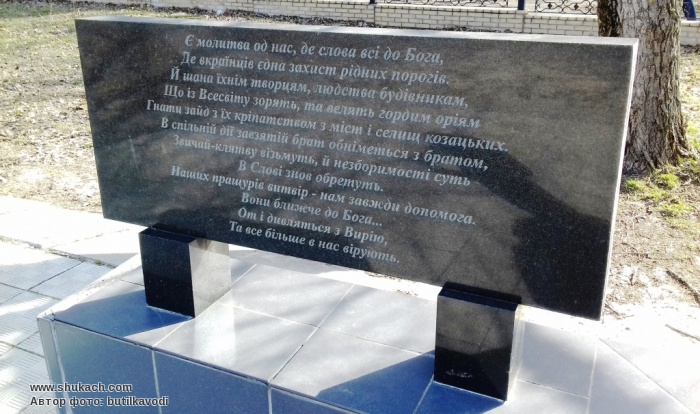 Є молитва од нас, де слова всі до Бога,
Де вкраїнців єдна захист рідних порогів,
Й шана їхнім творцям, людства будівникам,
Що із Всесвіту зорять, та велять гордим оріям
Гнати зайд з їх кріпатством з міст і селищ козацьких.
В спільній дії завзятій брат обніметься з братом,
Звичай-клятву візьмуть, й незборимості суть
В Слові знов обретуть.
Наших пращурів витвір - нам завжди допомога.
Вони ближче до Бога...
От і дивляться з Вирію,
Та все більше в нас вірують.
www.shukach.com
Автор фото: butilkavodi